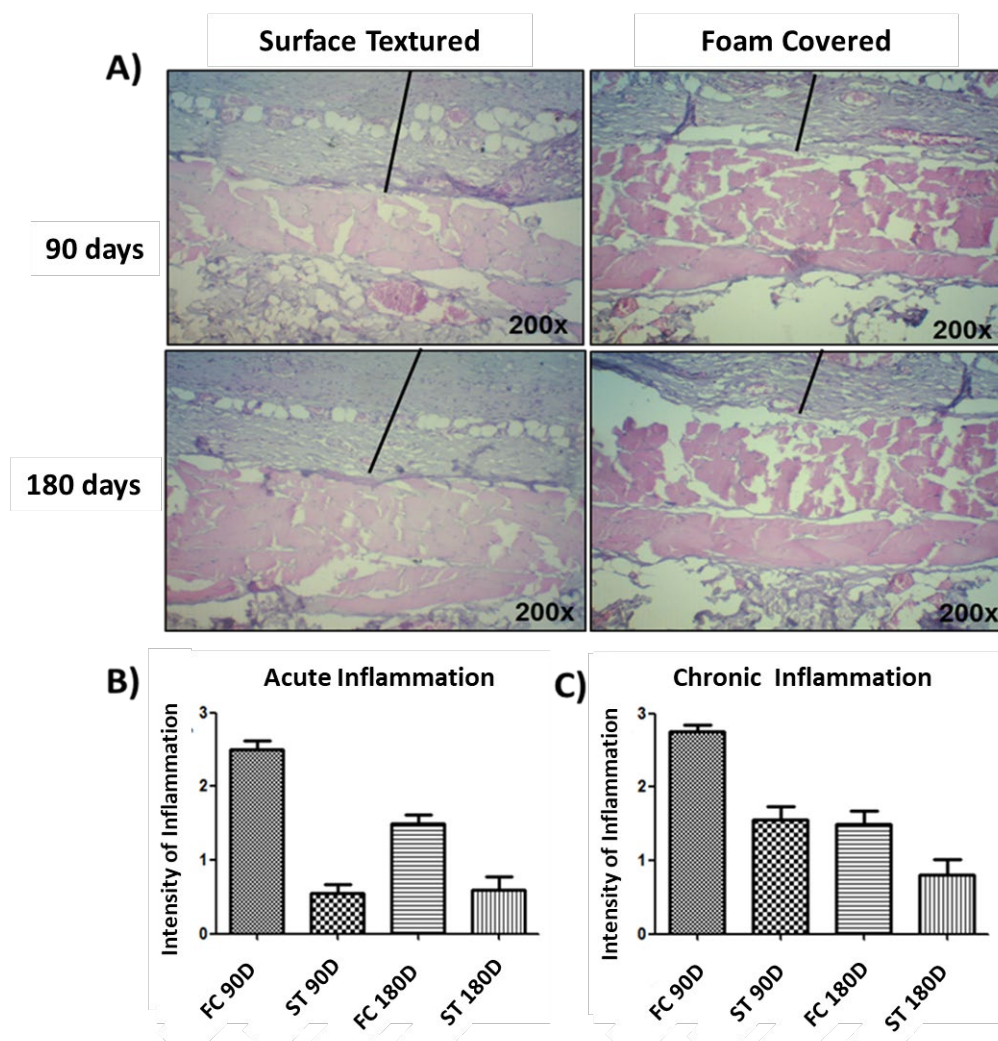 Surface Textured
Foam Covered
A)
90 days
200x
200x
180 days
200x
200x
B)
Acute Inflammation
Intensity of Inflammation
3
2
1
0
FC 90D
ST 90D
FC 180D
ST 180D
C)
Chronic Inflammation
Intensity of Inflammation
3
2
1
0
FC 90D
ST 90D
FC 180D
ST 180D